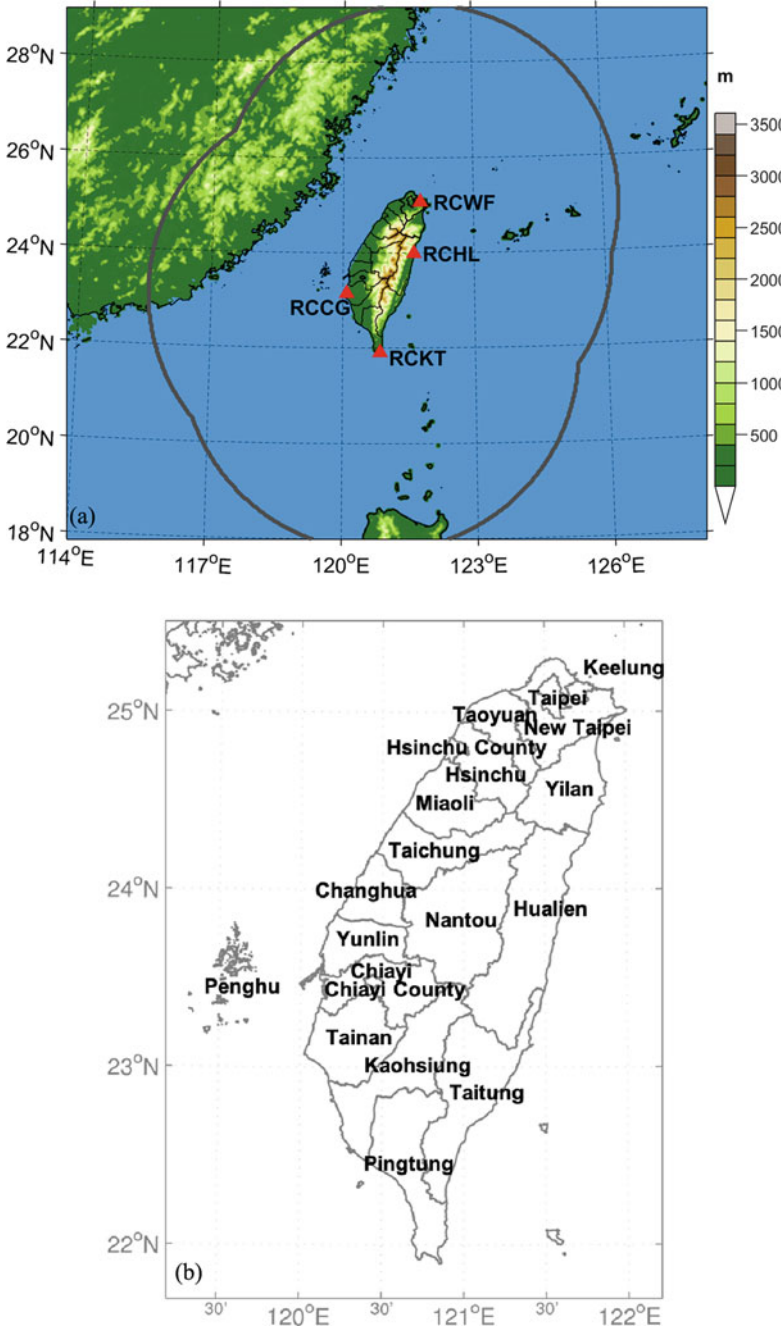 28°N
26°N
24°N
22°N
20°N
18°N
114°E
117°E
120°E
123°E
126°E
RCWF
RCHL
RCCG
RCKT
(a)
m
3500
3000
2500
2000
1500
1000
500
Keelung
Taipei
Taoyuan
New Taipei
Hsinchu County
Hsinchu
Yilan
Miaoli
Taichung
Changhua
Hualien
Nantou
Yunlin
Chiayi
Penghu
Chiayi County
Tainan
Kaohsiung
Taitung
Pingtung
25°N
24°N
23°N
22°N
(b)
30'
120°E
30'
121°E
30'
122°E